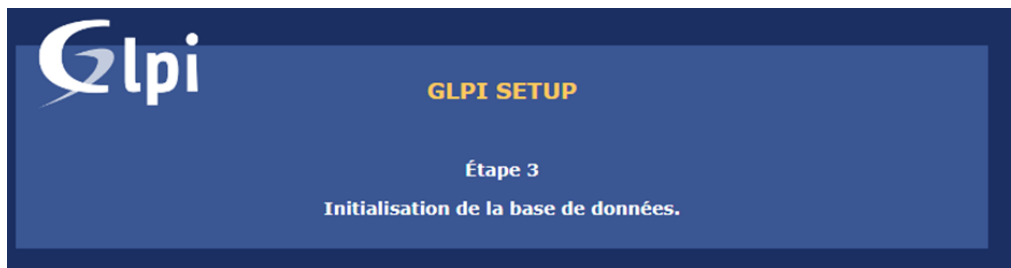 Glpi
GLPI SETUP
Étape 3
Initialisation de la base de données.